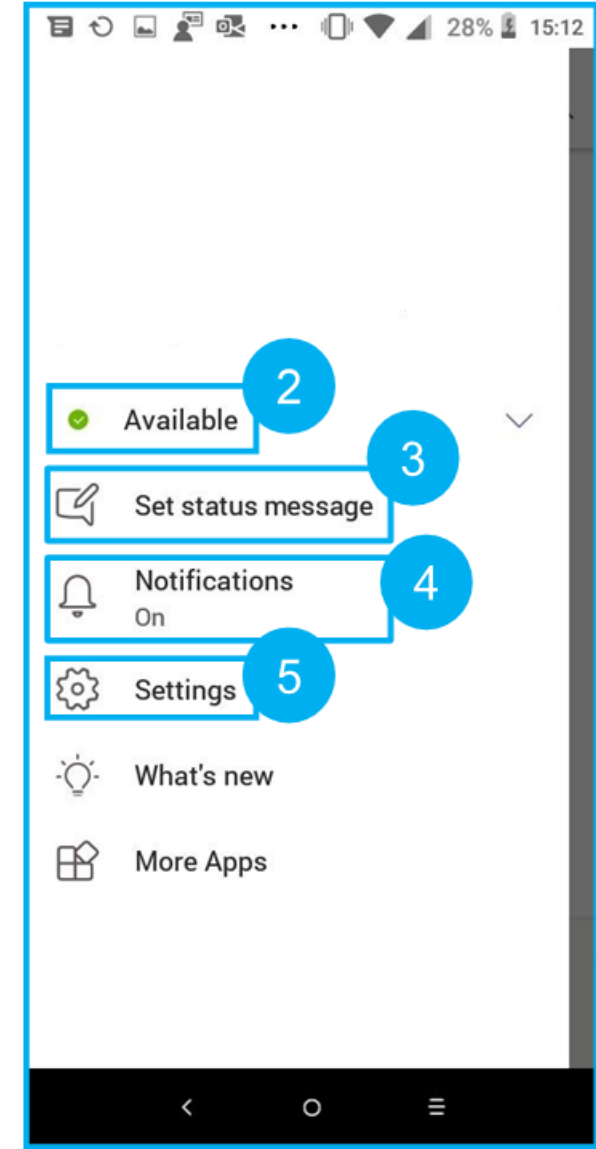 28% 15:12
2
Available
3
Set status message
4
Notifications
On
5
Settings
What's new
More Apps